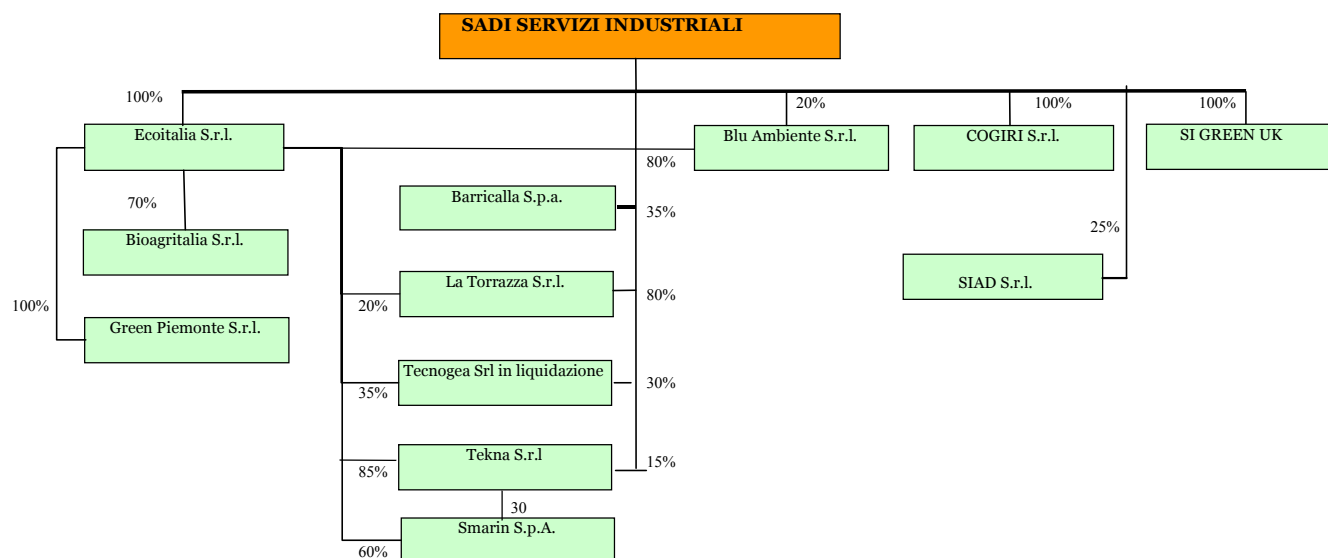 SADI SERVIZI INDUSTRIALI
100%
20%
100%
100%
Ecoitalia S.r.l.
Blu Ambiente S.r.l.
COGIRI S.r.l.
SI GREEN UK
80%
Barricalla S.p.a.
70%
35%
25%
Bioagritalia S.r.l.
La Torrazza S.r.l.
SIAD S.r.l.
100%
20%
80%
Green Piemonte S.r.l.
Tecnogea Srl in liquidazione
35%
30%
Tekna S.r.l
85%
15%
30
Smarin S.p.A.
60%